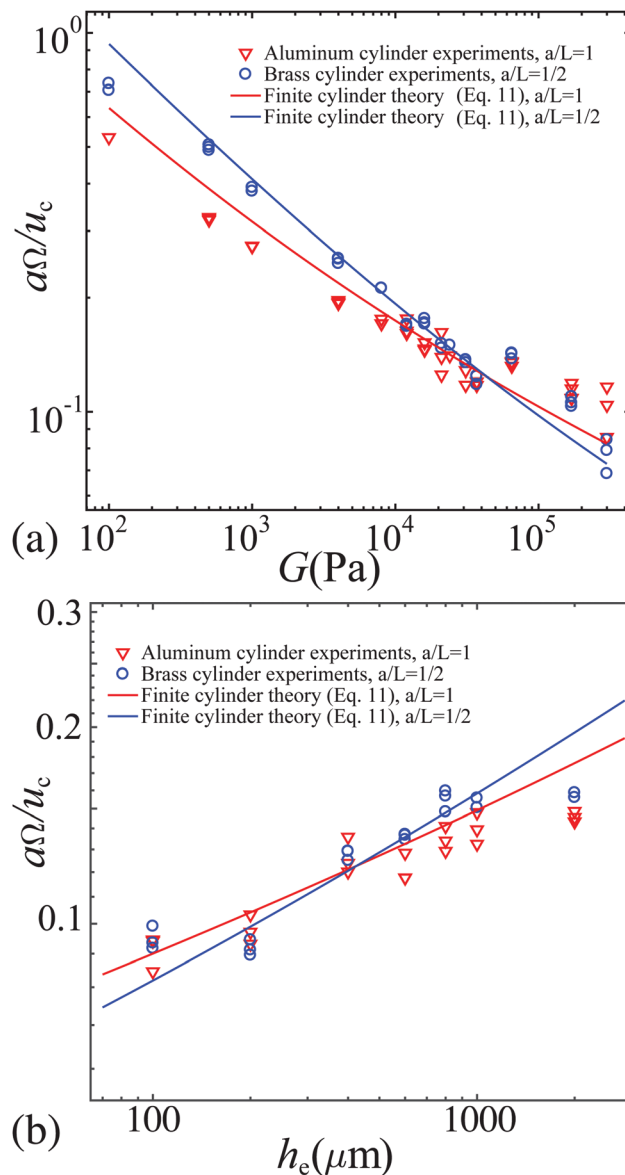 10⁰
Aluminum cylinder experiments, a/L=1
Brass cylinder experiments, a/L=1/2
Finite cylinder theory (Eq. 11), a/L=1
Finite cylinder theory (Eq. 11), a/L=1/2
aΩ/u_c
10⁻¹
10² 10³ 10⁴ 10⁵
(a) G(Pa)
0.3
Aluminum cylinder experiments, a/L=1
Brass cylinder experiments, a/L=1/2
Finite cylinder theory (Eq. 11), a/L=1
Finite cylinder theory (Eq. 11), a/L=1/2
0.2
aΩ/u_c
0.1
100 1000
(b) h_e(μm)